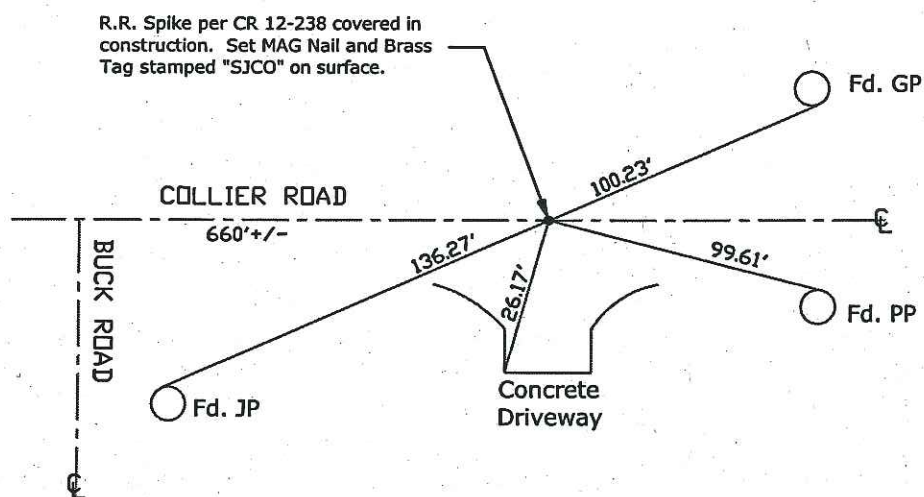 R.R. Spike per CR 12-238 covered in
construction. Set MAG Nail and Brass
Tag stamped "SJCO" on surface.
Fd. GP
100.23'
COLLIER ROAD
660'+/-
℄
136.27'
99.61'
26.17'
BUCK ROAD
Fd. PP
Fd. JP
Concrete
Driveway
℄